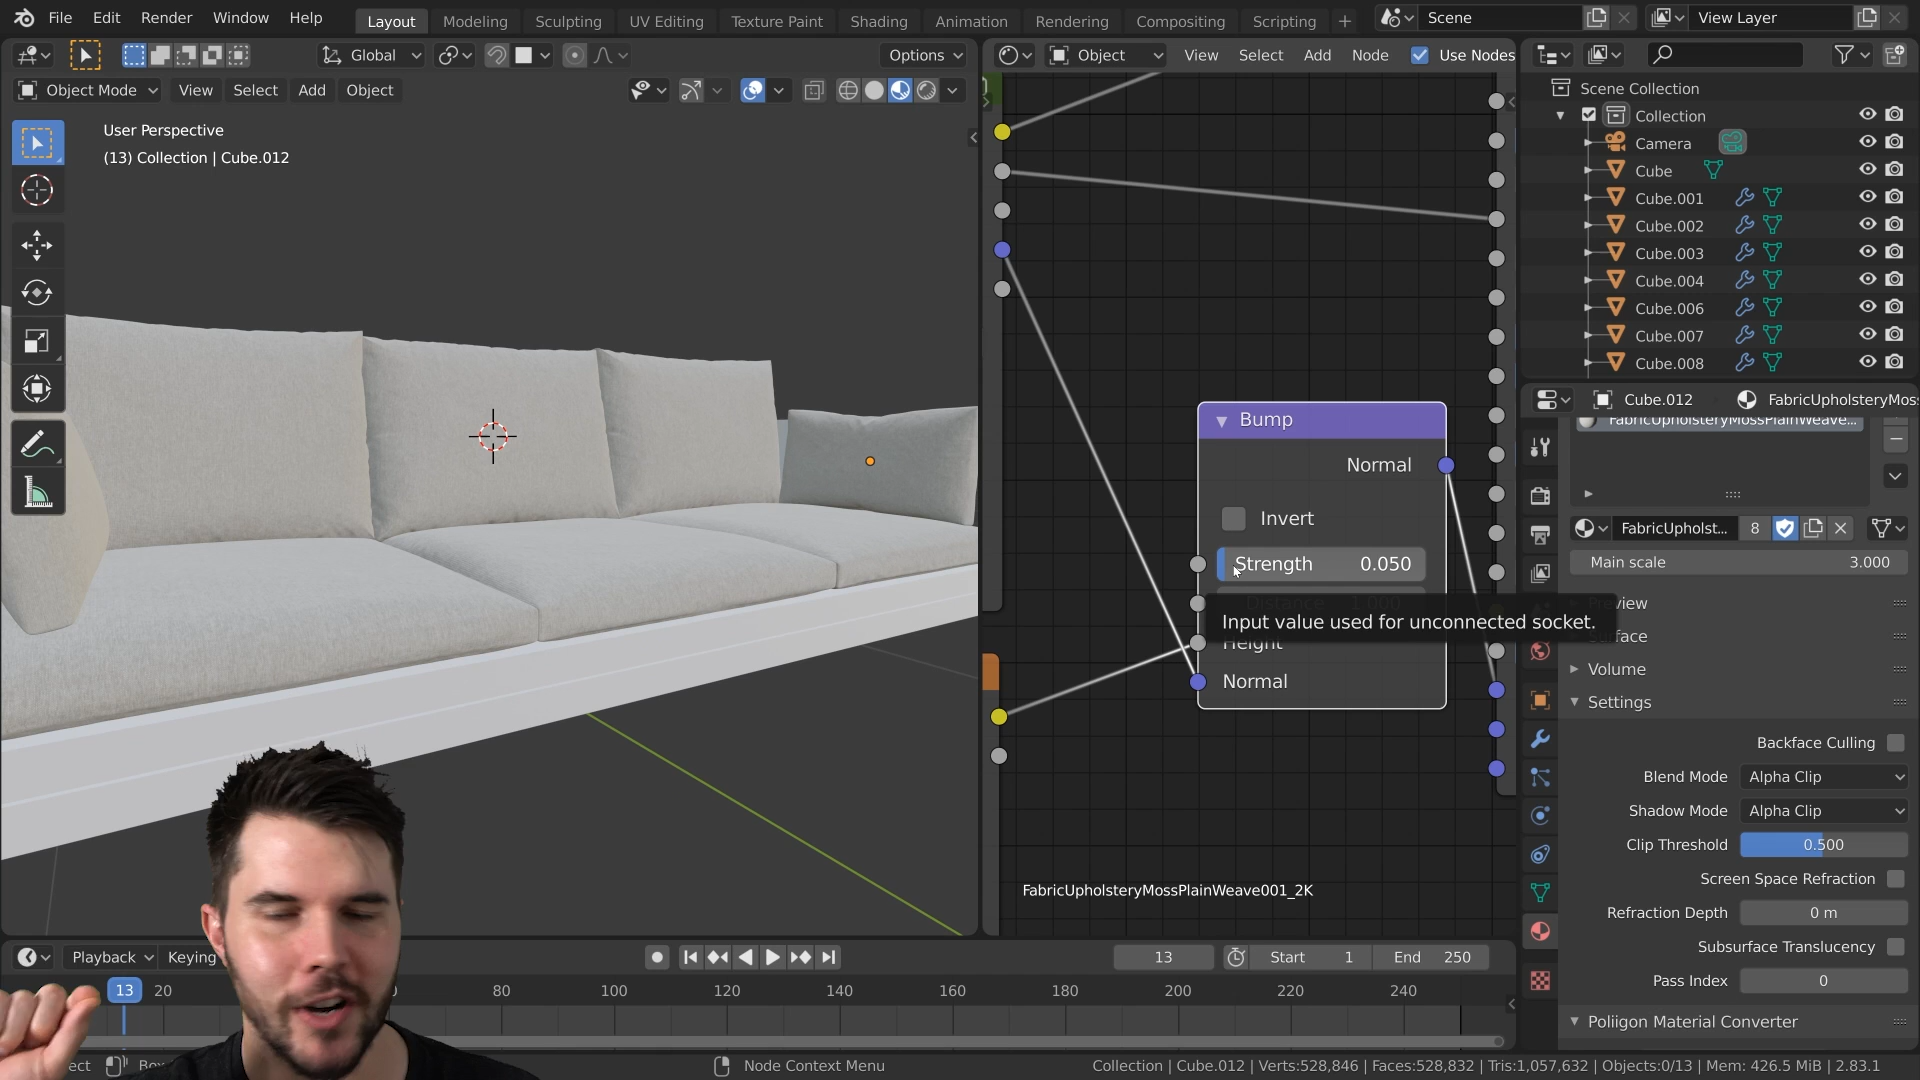 File Edit Render Window Help Layout Modeling Sculpting UV Editing Texture Paint Shading Animation Rendering Compositing Scripting + Scene View Layer
Global Options Object View Select Add Node Use Nodes
Object Mode View Select Add Object
User Perspective
(13) Collection | Cube.012
Scene Collection
Collection
Camera
Cube
Cube.001
Cube.002
Cube.003
Cube.004
Cube.006
Cube.007
Cube.008
Bump
Normal
Invert
Strength 0.050
Distance 1.000
Input value used for unconnected socket.
Height
Normal
FabricUpholsteryMossPlainWeave001_2K
Cube.012 FabricUpholsteryMos
FabricUpholsteryMossPlainWeave...
FabricUpholst... 8
Main scale 3.000
Preview
Surface
Volume
Settings
Backface Culling
Blend Mode Alpha Clip
Shadow Mode Alpha Clip
Clip Threshold 0.500
Screen Space Refraction
Refraction Depth 0 m
Subsurface Translucency
Pass Index 0
Poliigon Material Converter
Playback Keying 13 Start 1 End 250
13 20 80 100 120 140 160 180 200 220 240
ect Box Node Context Menu Collection | Cube.012 | Verts:528,846 | Faces:528,832 | Tris:1,057,632 | Objects:0/13 | Mem: 426.5 MiB | 2.83.1